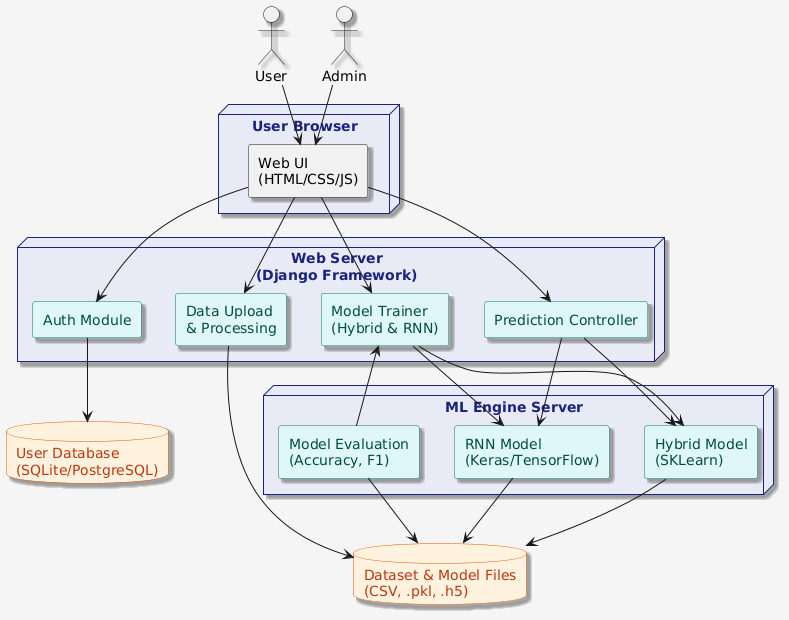 User
Admin
User Browser
Web UI
(HTML/CSS/JS)
Web Server
(Django Framework)
Auth Module
Data Upload
& Processing
Model Trainer
(Hybrid & RNN)
Prediction Controller
ML Engine Server
User Database
(SQLite/PostgreSQL)
Model Evaluation
(Accuracy, F1)
RNN Model
(Keras/TensorFlow)
Hybrid Model
(SKLearn)
Dataset & Model Files
(CSV, .pkl, .h5)